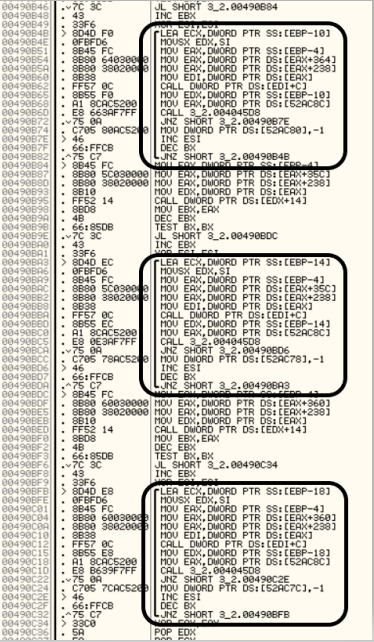 00490B46 .v7C 3C JL SHORT 3_2.00490B84
00490B48 . 43 INC EBX
00490B49 . 33F6 XOR ESI,ESI
00490B4B > 8D4D F0 LEA ECX,DWORD PTR SS:[EBP-10]
00490B4E . 0FBFD6 MOVSX EDX,SI
00490B51 . 8B45 FC MOV EAX,DWORD PTR SS:[EBP-4]
00490B54 . 8B80 64030000 MOV EAX,DWORD PTR DS:[EAX+364]
00490B5A . 8B80 38020000 MOV EAX,DWORD PTR DS:[EAX+238]
00490B60 . 8B38 MOV EDI,DWORD PTR DS:[EAX]
00490B62 . FF57 0C CALL DWORD PTR DS:[EDI+C]
00490B65 . 8B55 F0 MOV EDX,DWORD PTR SS:[EBP-10]
00490B68 . A1 8CAC5200 MOV EAX,DWORD PTR DS:[52AC8C]
00490B6D . E8 663AF7FF CALL 3_2.004045D8
00490B72 .v75 0A JNZ SHORT 3_2.00490B7E
00490B74 . C705 80AC5200 MOV DWORD PTR DS:[52AC80],-1
00490B7E > 46 INC ESI
00490B7F . 66:FFCB DEC BX
00490B82 .^75 C7 JNZ SHORT 3_2.00490B4B
00490B84 > 8B45 FC MOV EAX,DWORD PTR SS:[EBP-4]
00490B87 . 8B80 5C030000 MOV EAX,DWORD PTR DS:[EAX+35C]
00490B8D . 8B80 38020000 MOV EAX,DWORD PTR DS:[EAX+238]
00490B93 . 8B10 MOV EDX,DWORD PTR DS:[EAX]
00490B95 . FF52 14 CALL DWORD PTR DS:[EDX+14]
00490B98 . 8BD8 MOV EBX,EAX
00490B9A . 4B DEC EBX
00490B9B . 66:85DB TEST BX,BX
00490B9E .v7C 3C JL SHORT 3_2.00490BDC
00490BA0 . 43 INC EBX
00490BA1 . 33F6 XOR ESI,ESI
00490BA3 > 8D4D EC LEA ECX,DWORD PTR SS:[EBP-14]
00490BA6 . 0FBFD6 MOVSX EDX,SI
00490BA9 . 8B45 FC MOV EAX,DWORD PTR SS:[EBP-4]
00490BAC . 8B80 5C030000 MOV EAX,DWORD PTR DS:[EAX+35C]
00490BB2 . 8B80 38020000 MOV EAX,DWORD PTR DS:[EAX+238]
00490BB8 . 8B38 MOV EDI,DWORD PTR DS:[EAX]
00490BBA . FF57 0C CALL DWORD PTR DS:[EDI+C]
00490BBD . 8B55 EC MOV EDX,DWORD PTR SS:[EBP-14]
00490BC0 . A1 8CAC5200 MOV EAX,DWORD PTR DS:[52AC8C]
00490BC5 . E8 0E3AF7FF CALL 3_2.004045D8
00490BCA .v75 0A JNZ SHORT 3_2.00490BD6
00490BCC . C705 78AC5200 MOV DWORD PTR DS:[52AC78],-1
00490BD6 > 46 INC ESI
00490BD7 . 66:FFCB DEC BX
00490BDA .^75 C7 JNZ SHORT 3_2.00490BA3
00490BDC > 8B45 FC MOV EAX,DWORD PTR SS:[EBP-4]
00490BDF . 8B80 60030000 MOV EAX,DWORD PTR DS:[EAX+360]
00490BE5 . 8B80 38020000 MOV EAX,DWORD PTR DS:[EAX+238]
00490BEB . 8B10 MOV EDX,DWORD PTR DS:[EAX]
00490BED . FF52 14 CALL DWORD PTR DS:[EDX+14]
00490BF0 . 8BD8 MOV EBX,EAX
00490BF2 . 4B DEC EBX
00490BF3 . 66:85DB TEST BX,BX
00490BF6 .v7C 3C JL SHORT 3_2.00490C34
00490BF8 . 43 INC EBX
00490BF9 . 33F6 XOR ESI,ESI
00490BFB > 8D4D E8 LEA ECX,DWORD PTR SS:[EBP-18]
00490BFE . 0FBFD6 MOVSX EDX,SI
00490C01 . 8B45 FC MOV EAX,DWORD PTR SS:[EBP-4]
00490C04 . 8B80 60030000 MOV EAX,DWORD PTR DS:[EAX+360]
00490C0A . 8B80 38020000 MOV EAX,DWORD PTR DS:[EAX+238]
00490C10 . 8B38 MOV EDI,DWORD PTR DS:[EAX]
00490C12 . FF57 0C CALL DWORD PTR DS:[EDI+C]
00490C15 . 8B55 E8 MOV EDX,DWORD PTR SS:[EBP-18]
00490C18 . A1 8CAC5200 MOV EAX,DWORD PTR DS:[52AC8C]
00490C1D . E8 B639F7FF CALL 3_2.004045D8
00490C22 .v75 0A JNZ SHORT 3_2.00490C2E
00490C24 . C705 7CAC5200 MOV DWORD PTR DS:[52AC7C],-1
00490C2E > 46 INC ESI
00490C2F . 66:FFCB DEC BX
00490C32 .^75 C7 JNZ SHORT 3_2.00490BFB
00490C34 > 33C0 XOR EAX,EAX
00490C36 . 5A POP EDX